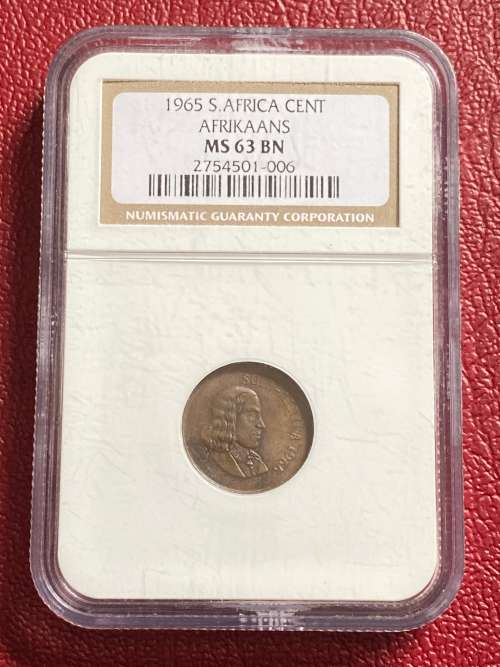 1965 S.AFRICA CENT
AFRIKAANS
MS 63 BN
2754501-006
NUMISMATIC GUARANTY CORPORATION